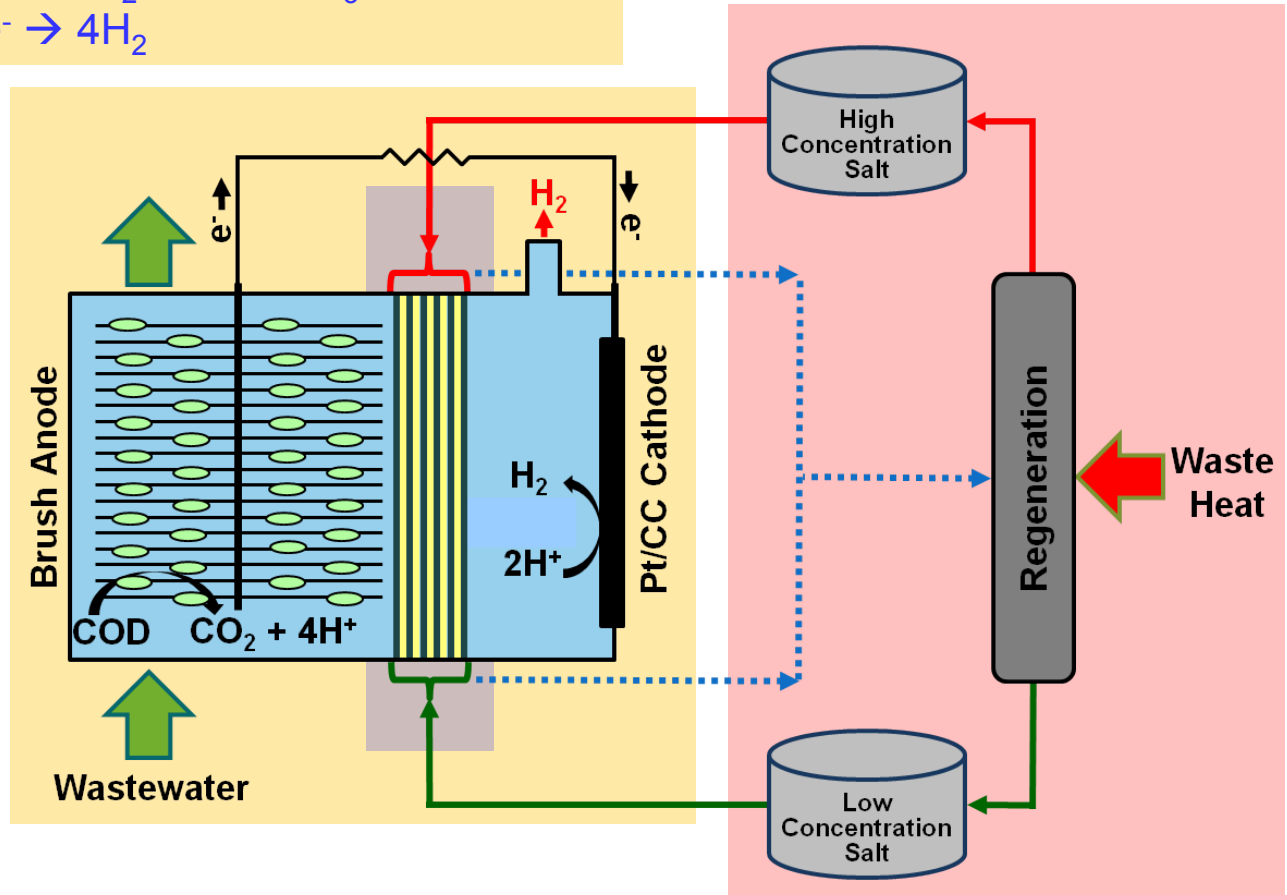 e⁻ → 4H₂
High
Concentration
Salt
H₂
e⁻
e⁻
Brush Anode
Pt/CC Cathode
H₂
2H⁺
COD
CO₂ + 4H⁺
Regeneration
Waste
Heat
Wastewater
Low
Concentration
Salt